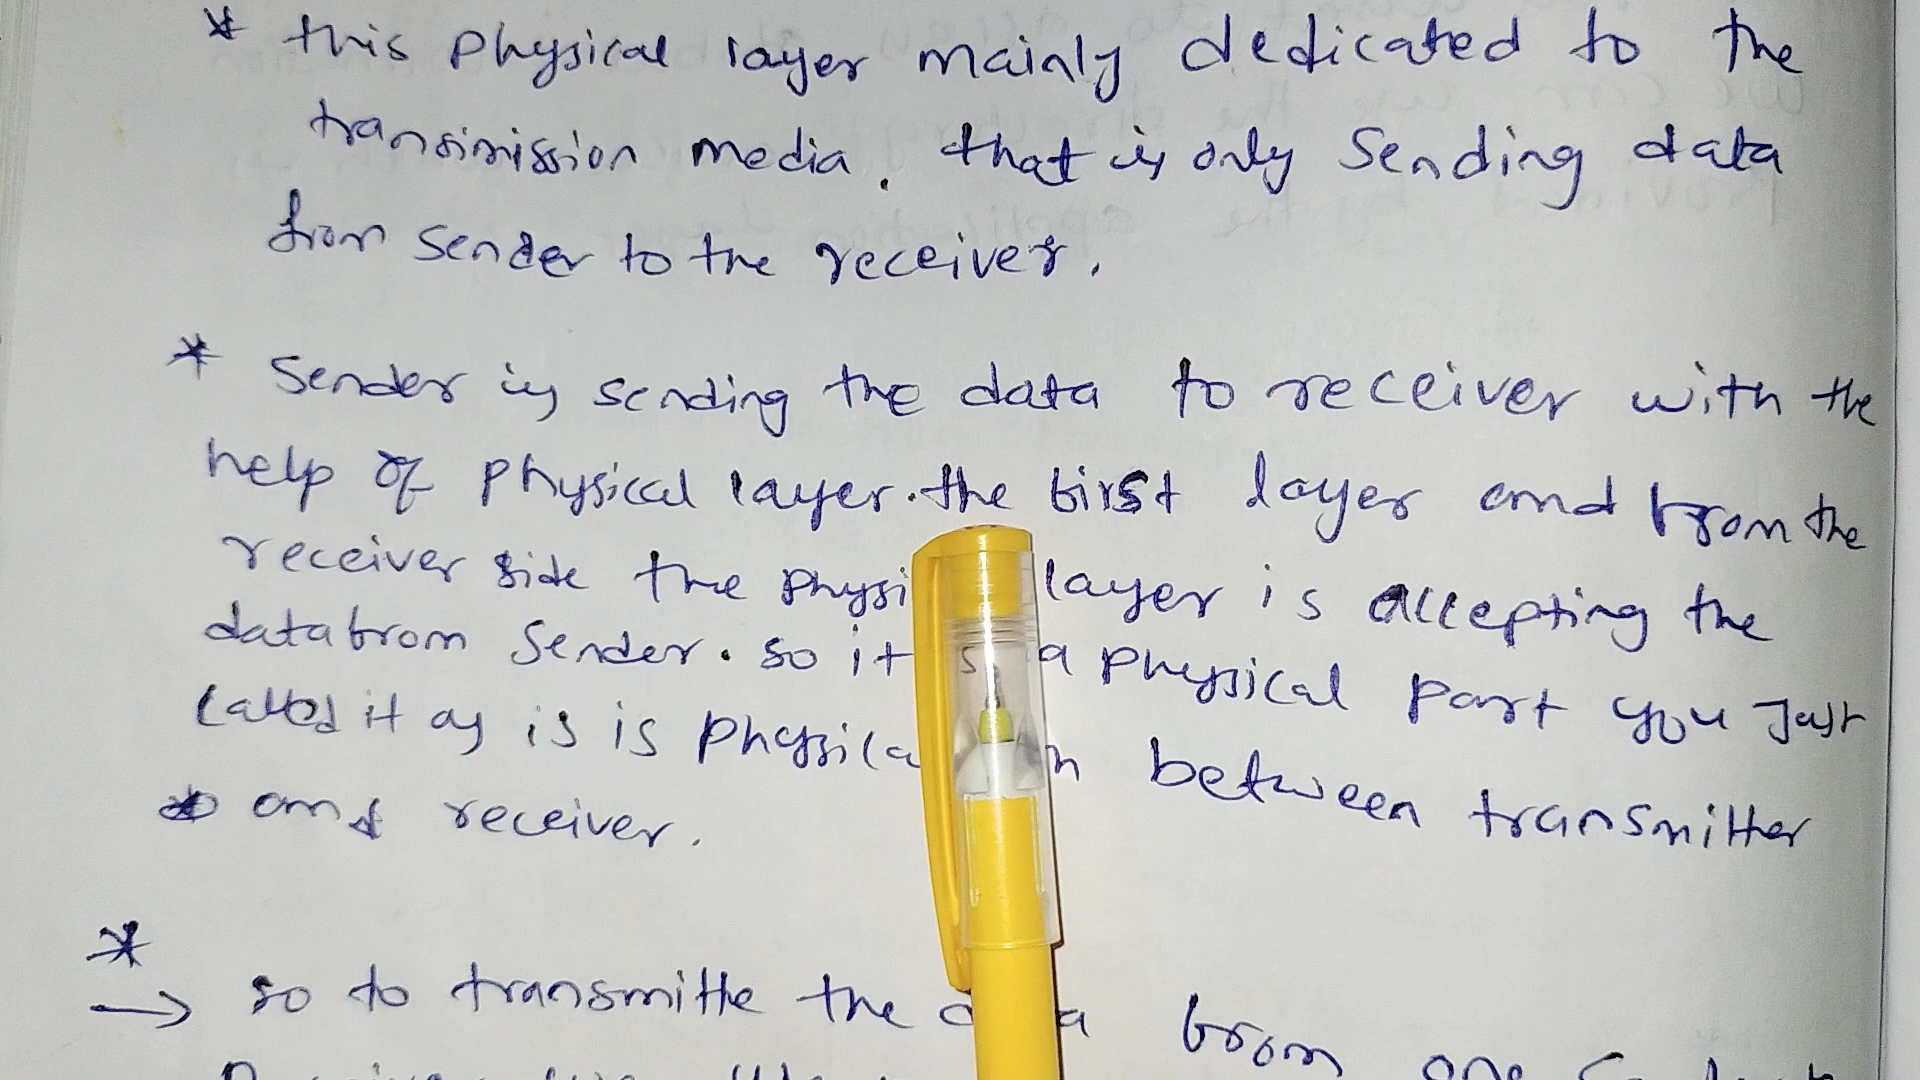 * this physical layer mainly dedicated to the
transimission media. that is only Sending data
from sender to the receiver.
* Sender is sending the data to receiver with the
help of physical layer. the first layer and from the
receiver side the physi layer is accepting the
data from Sender. so it s a physical part you Just
called it as is is physica n between transmitter
* and receiver.
*
→ so to transmitte the a from one